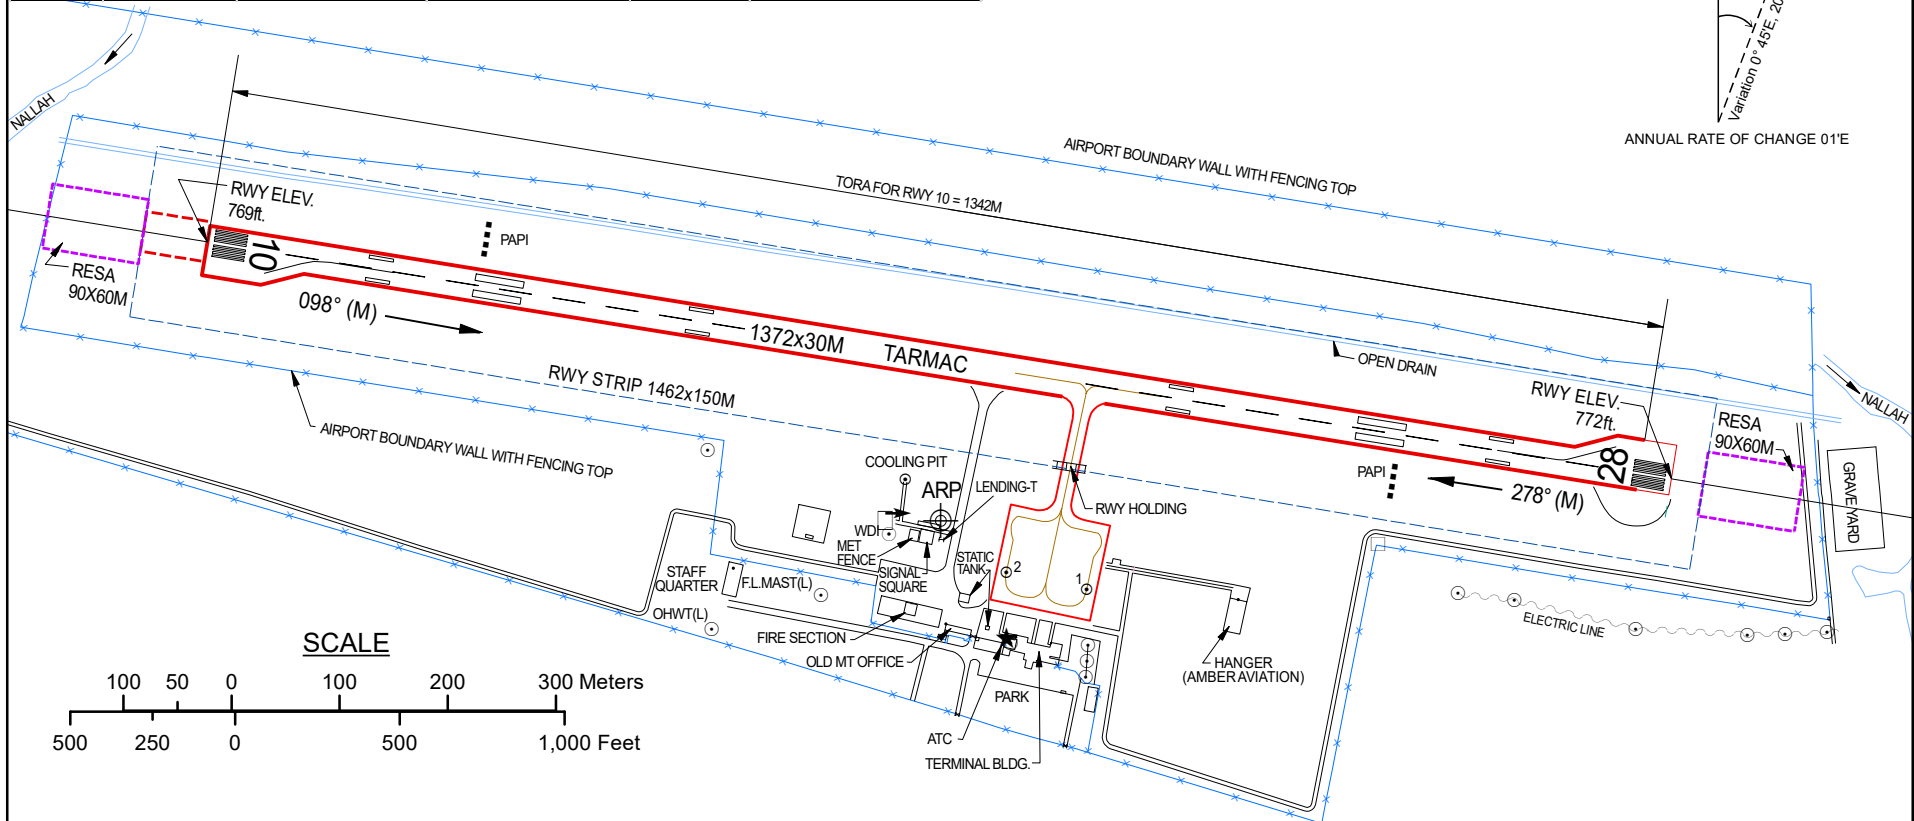 Variation 0° 45'E, 20
ANNUAL RATE OF CHANGE 01'E
NALLAH
AIRPORT BOUNDARY WALL WITH FENCING TOP
TORA FOR RWY 10 = 1342M
RWY ELEV.
769ft.
PAPI
10
RESA
90X60M
098° (M)
1372x30M TARMAC
OPEN DRAIN
RWY STRIP 1462x150M
RWY ELEV.
772ft.
NALLAH
RESA
90X60M
AIRPORT BOUNDARY WALL WITH FENCING TOP
28
PAPI
278° (M)
GRAVEYARD
COOLING PIT
ARP
LENDING-T
RWY HOLDING
WDI
MET
FENCE
SIGNAL
SQUARE
STATIC
TANK
2
1
STAFF
QUARTER
F.L.MAST(L)
OHWT(L)
FIRE SECTION
OLD MT OFFICE
ELECTRIC LINE
HANGER
(AMBER AVIATION)
PARK
ATC
TERMINAL BLDG.
SCALE
100 50 0 100 200 300 Meters
500 250 0 500 1,000 Feet